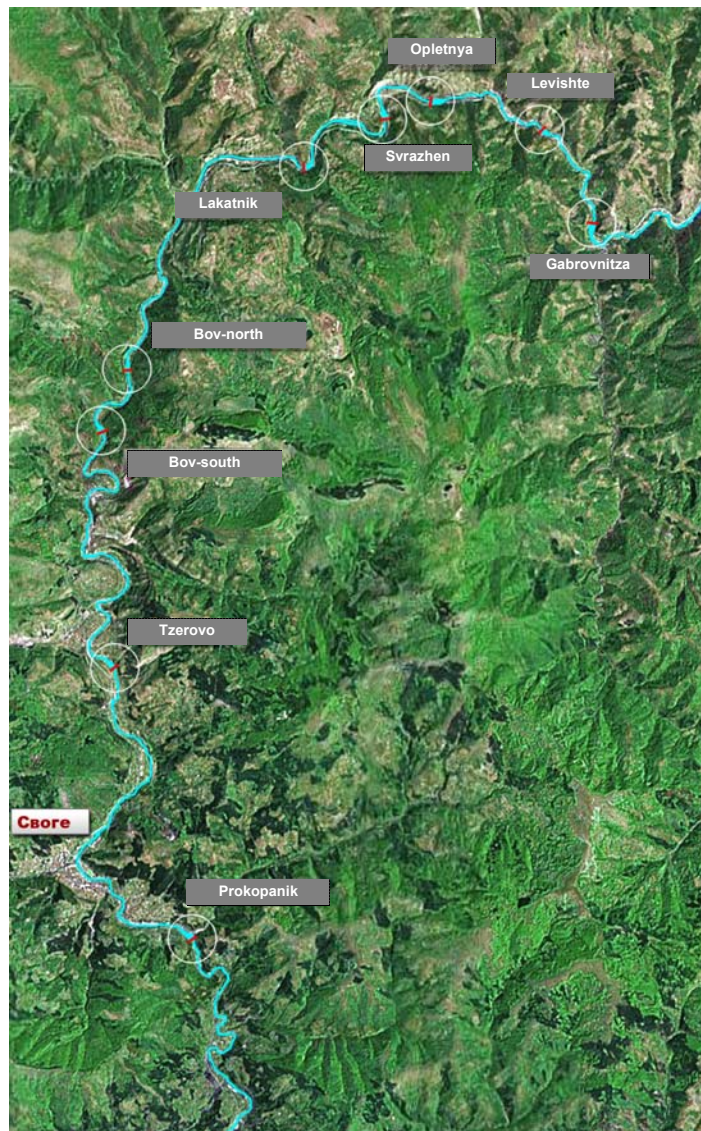 Opletnya
Levishte
Svrazhen
Lakatnik
Gabrovnitza
Bov-north
Bov-south
Tzerovo
Своге
Prokopanik